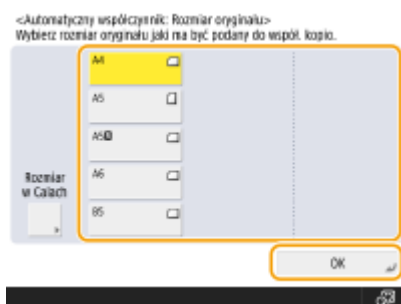 <Automatyczny współczynnik: Rozmiar oryginału>
Wybierz rozmiar oryginału jaki ma być podany do współ. kopio.
A4
A5
A5R
A6
B5
Rozmiar
w Calach
OK